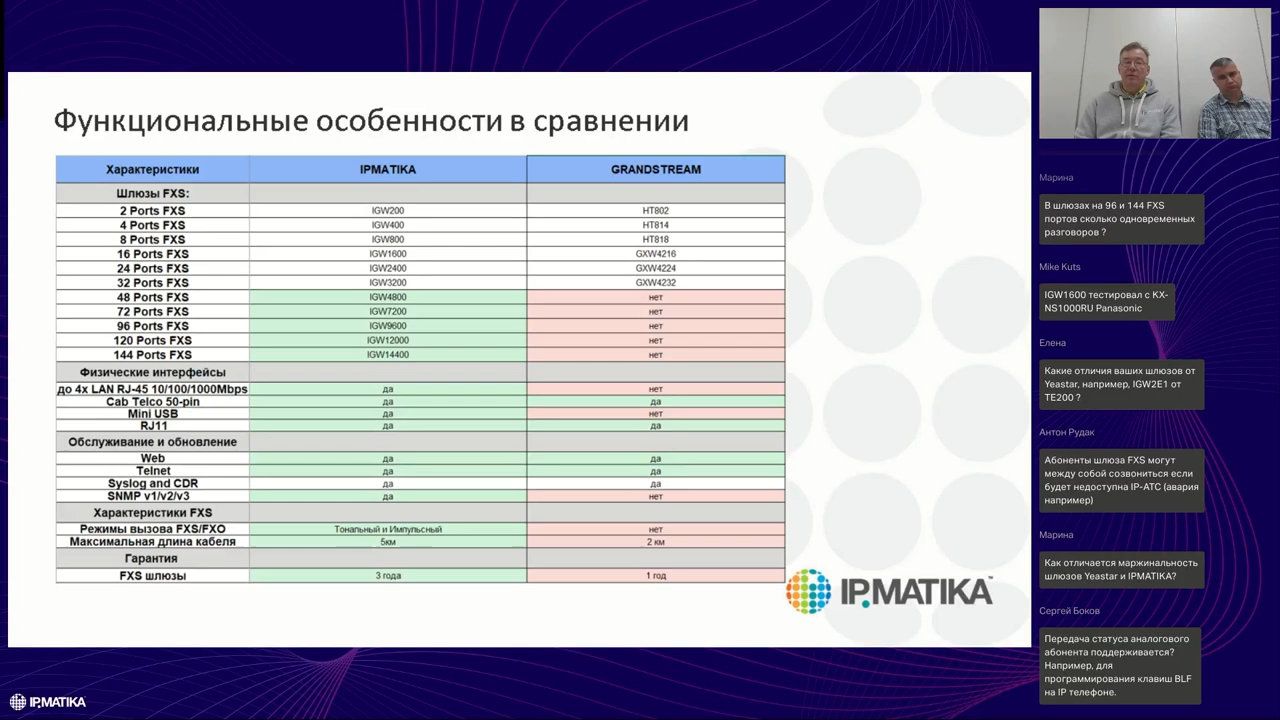 Функциональные особенности в сравнении
Характеристики IPMATIKA GRANDSTREAM
Шлюзы FXS:
2 Ports FXS IGW200 HT802
4 Ports FXS IGW400 HT814
8 Ports FXS IGW800 HT818
16 Ports FXS IGW1600 GXW4216
24 Ports FXS IGW2400 GXW4224
32 Ports FXS IGW3200 GXW4232
48 Ports FXS IGW4800 нет
72 Ports FXS IGW7200 нет
96 Ports FXS IGW9600 нет
120 Ports FXS IGW12000 нет
144 Ports FXS IGW14400 нет
Физические интерфейсы
до 4x LAN RJ-45 10/100/1000Mbps да нет
Cab Telco 50-pin да да
Mini USB да нет
RJ11 да да
Обслуживание и обновление
Web да да
Telnet да да
Syslog and CDR да да
SNMP v1/v2/v3 да нет
Характеристики FXS
Режимы вызова FXS/FXO Тональный и Импульсный нет
Максимальная длина кабеля 5км 2 км
Гарантия
FXS шлюзы 3 года 1 год
IP.MATIKA™
IP.MATIKA
Марина
В шлюзах на 96 и 144 FXS
портов сколько одновременных
разговоров ?
Mike Kuts
IGW1600 тестировал с KX-
NS1000RU Panasonic
Елена
Какие отличия ваших шлюзов от
Yeastar, например, IGW2E1 от
TE200 ?
Антон Рудак
Абоненты шлюза FXS могут
между собой созвониться если
будет недоступна IP-АТС (авария
например)
Марина
Как отличается маржинальность
шлюзов Yeastar и IPMATIKA?
Сергей Боков
Передача статуса аналогового
абонента поддерживается?
Например, для
программирования клавиш BLF
на IP телефоне.